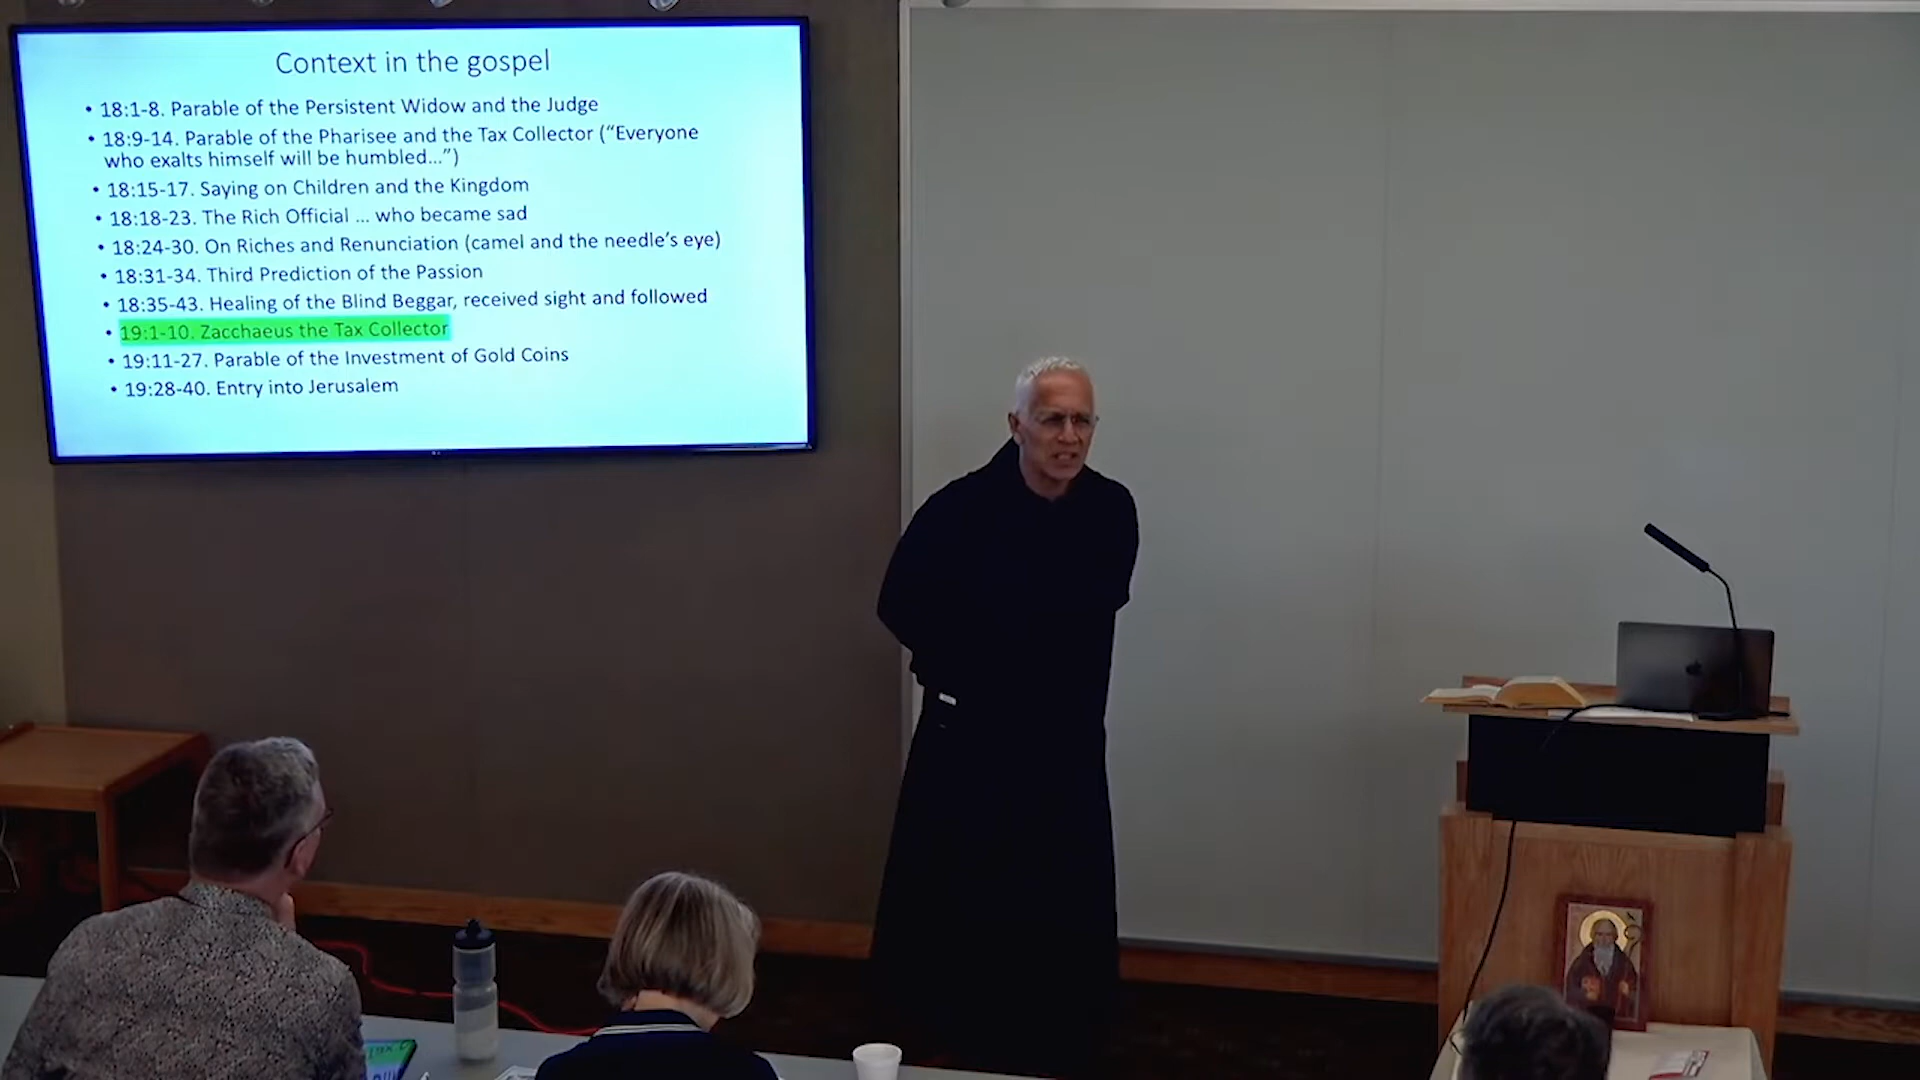 Context in the gospel
• 18:1-8. Parable of the Persistent Widow and the Judge
• 18:9-14. Parable of the Pharisee and the Tax Collector (“Everyone
who exalts himself will be humbled...”)
• 18:15-17. Saying on Children and the Kingdom
• 18:18-23. The Rich Official ... who became sad
• 18:24-30. On Riches and Renunciation (camel and the needle’s eye)
• 18:31-34. Third Prediction of the Passion
• 18:35-43. Healing of the Blind Beggar, received sight and followed
• 19:1-10. Zacchaeus the Tax Collector
• 19:11-27. Parable of the Investment of Gold Coins
• 19:28-40. Entry into Jerusalem